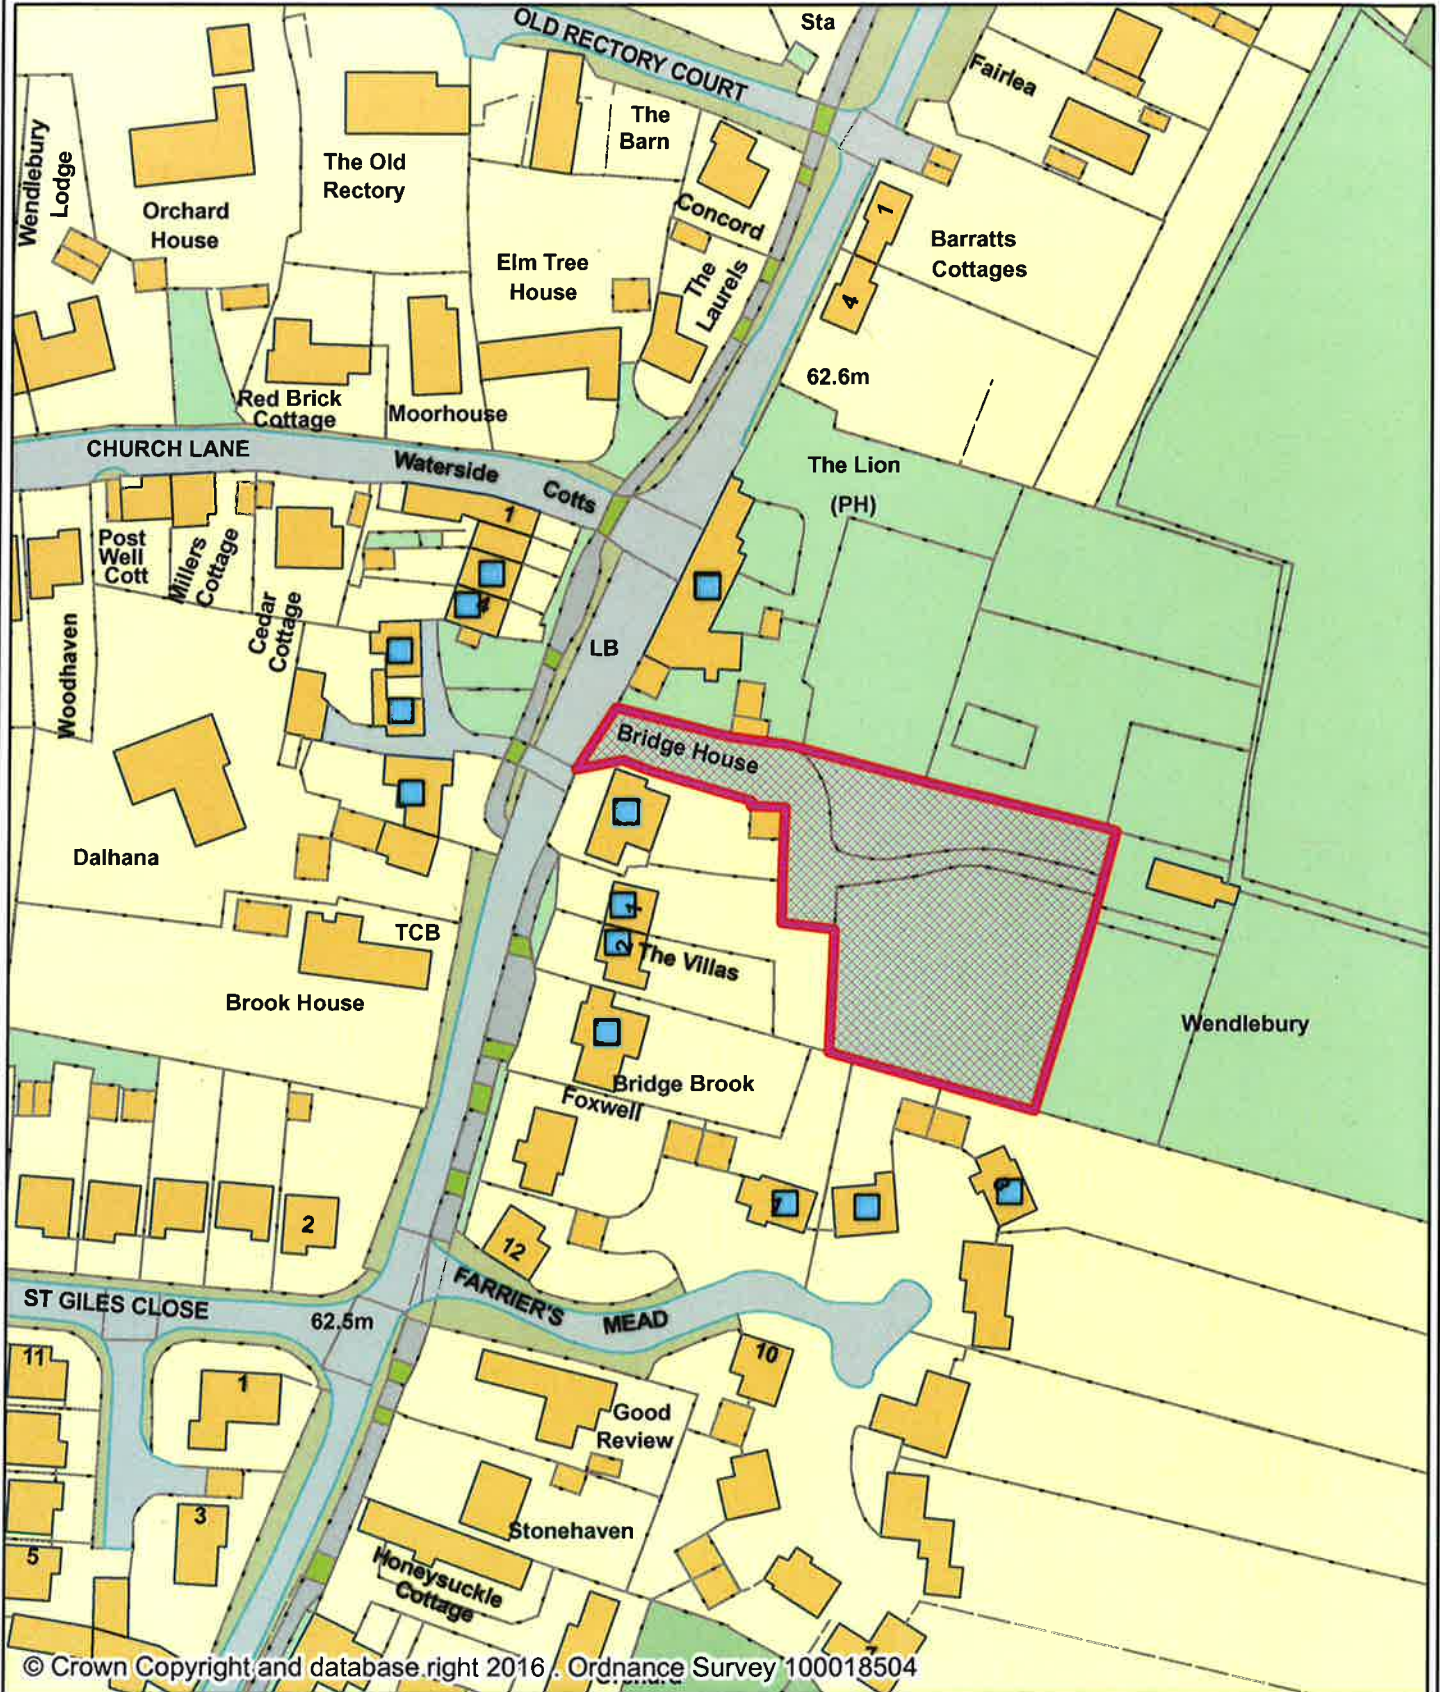 OLD RECTORY COURT
Sta
Fairlea
The
Barn
Wendlebury
Lodge
The Old
Rectory
Orchard
House
Concord
1
Barratts
Cottages
Elm Tree
House
The
Laurels
4
62.6m
Red Brick
Cottage
Moorhouse
CHURCH LANE
Waterside
Cotts
The Lion
(PH)
1
Post
Well
Cott
Millers
Cottage
Cedar
Cottage
4
Woodhaven
LB
Bridge House
Dalhana
1
2
The Villas
TCB
Brook House
Wendlebury
Bridge Brook
Foxwell
2
12
7
ST GILES CLOSE
62.5m
FARRIER'S
MEAD
11
1
10
Good
Review
3
Stonehaven
5
Honeysuckle
Cottage
7
© Crown Copyright and database right 2016. Ordnance Survey 100018504